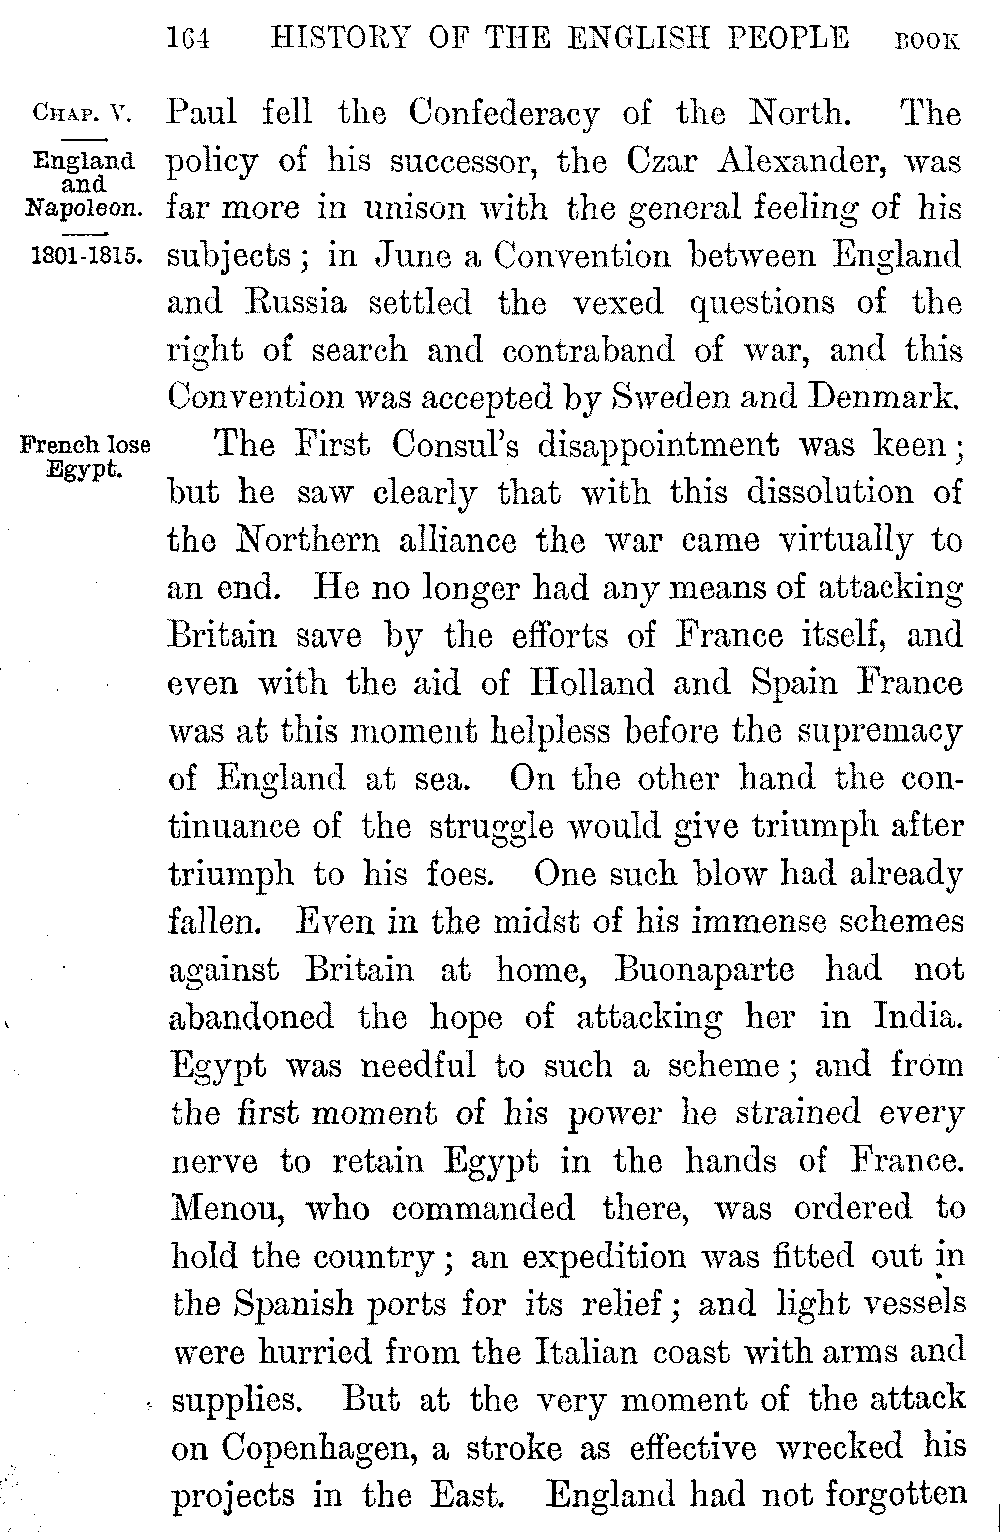 164 HISTORY OF THE ENGLISH PEOPLE BOOK
CHAP. V.
England
and
Napoleon.
1801-1815.
Paul fell the Confederacy of the North. The
policy of his successor, the Czar Alexander, was
far more in unison with the general feeling of his
subjects; in June a Convention between England
and Russia settled the vexed questions of the
right of search and contraband of war, and this
Convention was accepted by Sweden and Denmark.
French lose
Egypt.
The First Consul's disappointment was keen;
but he saw clearly that with this dissolution of
the Northern alliance the war came virtually to
an end. He no longer had any means of attacking
Britain save by the efforts of France itself, and
even with the aid of Holland and Spain France
was at this moment helpless before the supremacy
of England at sea. On the other hand the con-
tinuance of the struggle would give triumph after
triumph to his foes. One such blow had already
fallen. Even in the midst of his immense schemes
against Britain at home, Buonaparte had not
abandoned the hope of attacking her in India.
Egypt was needful to such a scheme; and from
the first moment of his power he strained every
nerve to retain Egypt in the hands of France.
Menou, who commanded there, was ordered to
hold the country; an expedition was fitted out in
the Spanish ports for its relief; and light vessels
were hurried from the Italian coast with arms and
supplies. But at the very moment of the attack
on Copenhagen, a stroke as effective wrecked his
projects in the East. England had not forgotten